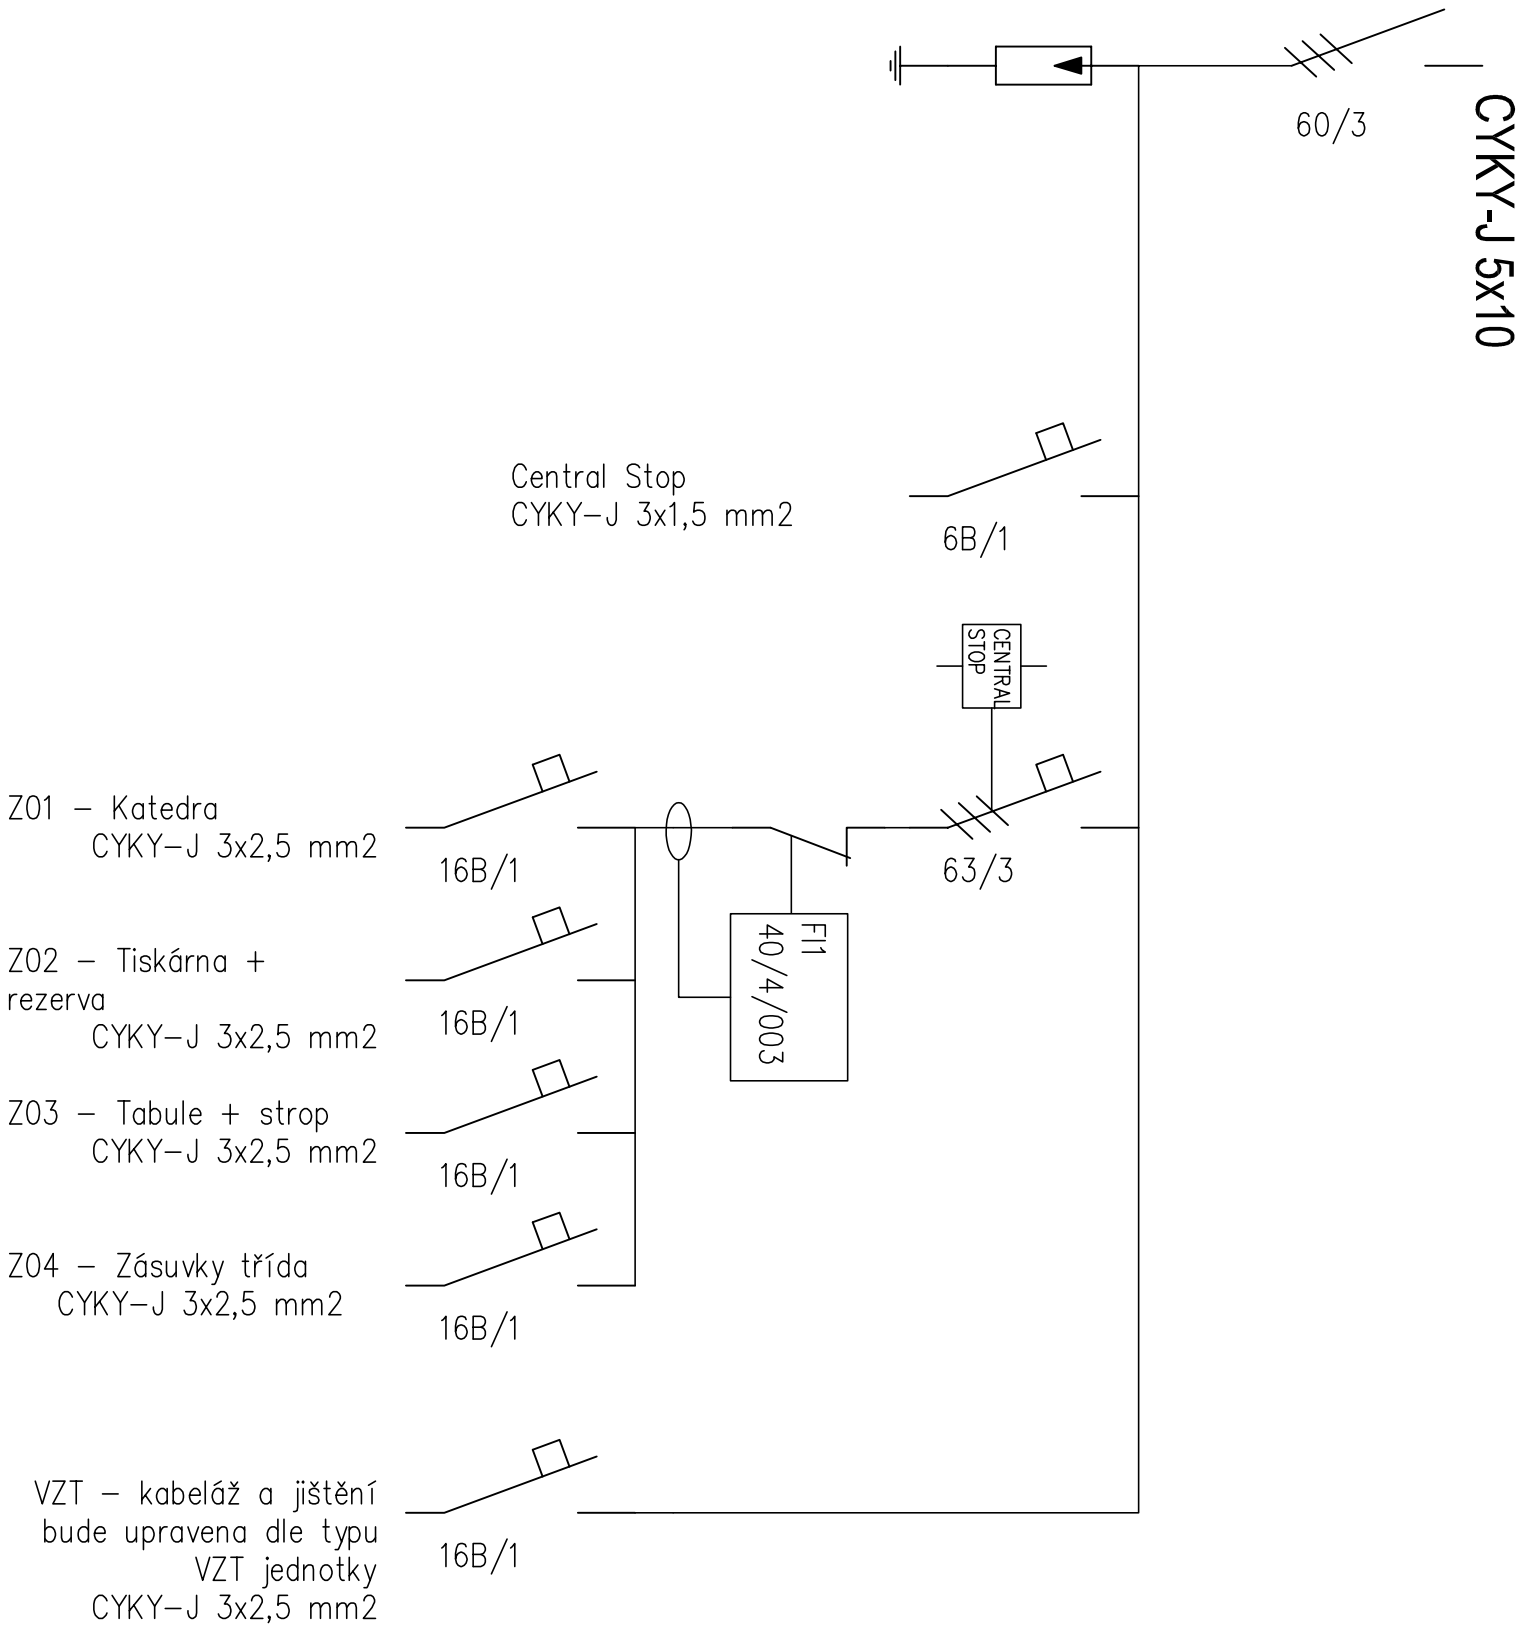 60/3
CYKY-J 5x10
Central Stop
CYKY-J 3x1,5 mm2
6B/1
CENTRAL
STOP
Z01 - Katedra
CYKY-J 3x2,5 mm2
16B/1
63/3
FI1
40/4/003
Z02 - Tiskárna +
rezerva
CYKY-J 3x2,5 mm2
16B/1
Z03 - Tabule + strop
CYKY-J 3x2,5 mm2
16B/1
Z04 - Zásuvky třída
CYKY-J 3x2,5 mm2
16B/1
VZT - kabeláž a jištění
bude upravena dle typu
VZT jednotky
CYKY-J 3x2,5 mm2
16B/1